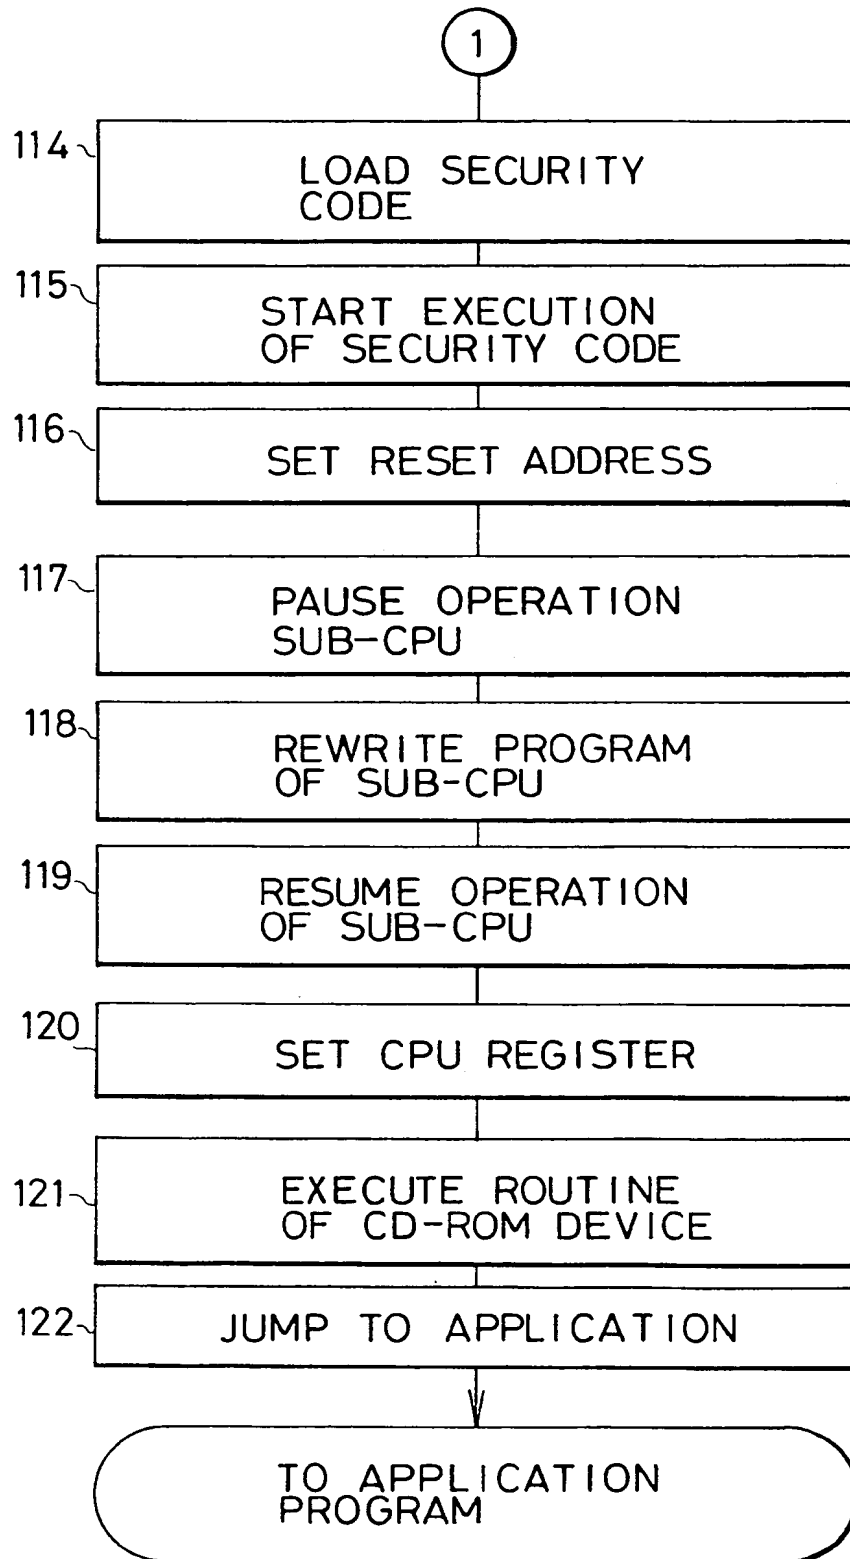 1
114
LOAD SECURITY
CODE
115
START EXECUTION
OF SECURITY CODE
116
SET RESET ADDRESS
117
PAUSE OPERATION
SUB-CPU
118
REWRITE PROGRAM
OF SUB-CPU
119
RESUME OPERATION
OF SUB-CPU
120
SET CPU REGISTER
121
EXECUTE ROUTINE
OF CD-ROM DEVICE
122
JUMP TO APPLICATION
TO APPLICATION
PROGRAM